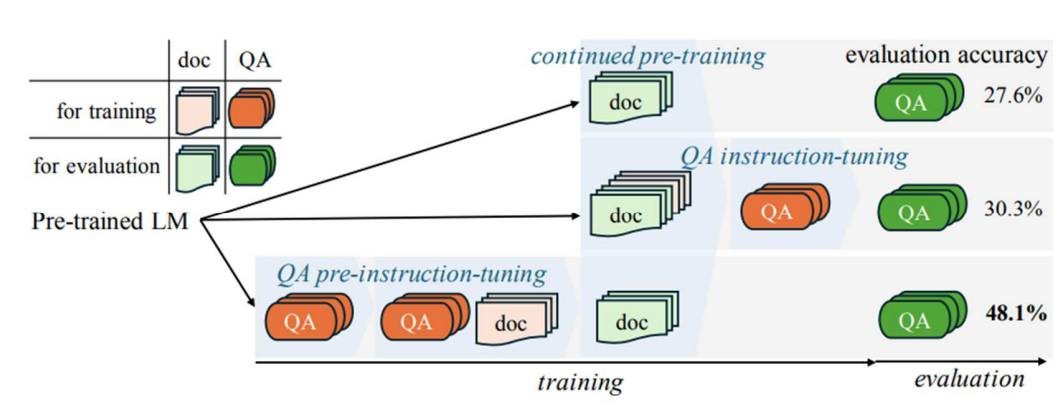 doc QA
for training
for evaluation
Pre-trained LM
continued pre-training
evaluation accuracy
doc
QA
27.6%
QA instruction-tuning
doc
QA
QA
30.3%
QA pre-instruction-tuning
QA
QA
doc
doc
QA
48.1%
training
evaluation